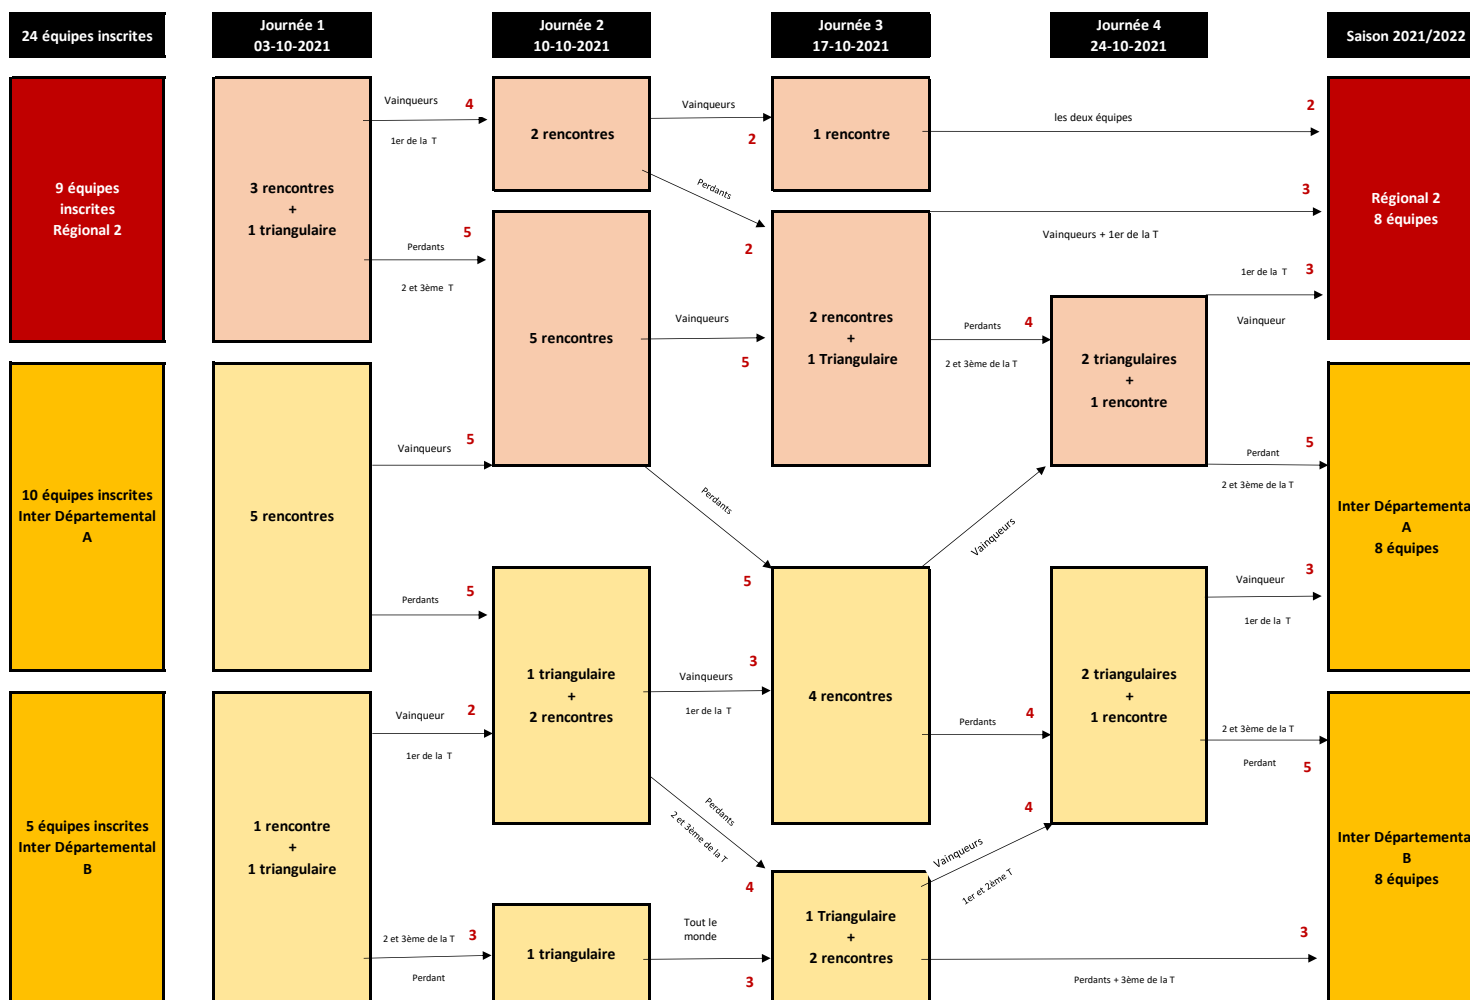 24 équipes inscrites
Journée 1
03-10-2021
Journée 2
10-10-2021
Journée 3
17-10-2021
Journée 4
24-10-2021
Saison 2021/2022
9 équipes
inscrites
Régional 2
10 équipes inscrites
Inter Départemental
A
5 équipes inscrites
Inter Départemental
B
3 rencontres
+
1 triangulaire
5 rencontres
1 rencontre
+
1 triangulaire
Vainqueurs 4
1er de la T
5
Perdants
2 et 3ème T
Vainqueurs 5
Perdants 5
Vainqueur 2
1er de la T
2 et 3ème de la T 3
Perdant
2 rencontres
5 rencontres
1 triangulaire
+
2 rencontres
1 triangulaire
Vainqueurs
2
Perdants
2
Vainqueurs
5
Perdants
5
3
Vainqueurs
1er de la T
Perdants
2 et 3ème de la T
4
Tout le
monde
3
1 rencontre
2 rencontres
+
1 Triangulaire
4 rencontres
1 Triangulaire
+
2 rencontres
les deux équipes
2
3
Vainqueurs + 1er de la T
Perdants 4
2 et 3ème de la T
Vainqueurs
Perdants 4
4
Vainqueurs
1er et 2ème T
3
Perdants + 3ème de la T
2 triangulaires
+
1 rencontre
2 triangulaires
+
1 rencontre
1er de la T 3
Vainqueur
5
Perdant
2 et 3ème de la T
3
Vainqueur
1er de la T
2 et 3ème de la T
Perdant 5
Régional 2
8 équipes
Inter Départementa
A
8 équipes
Inter Départementa
B
8 équipes